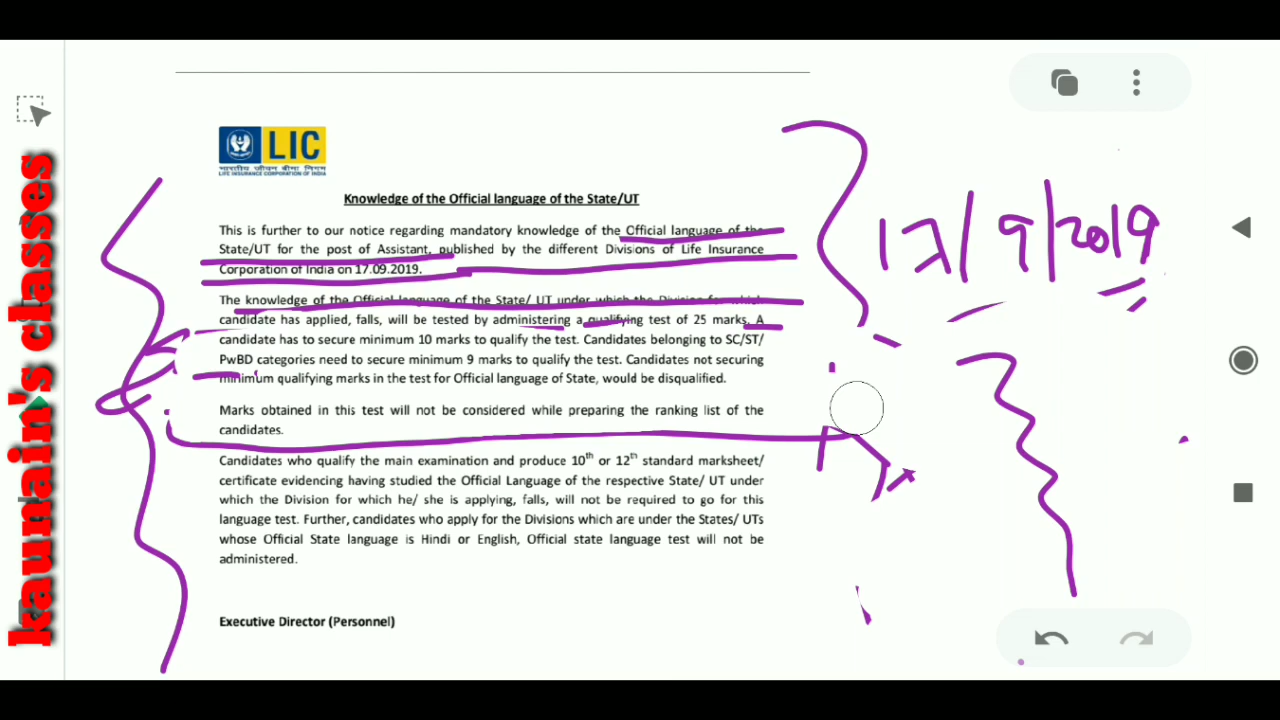 LIC
भारतीय जीवन बीमा निगम
LIFE INSURANCE CORPORATION OF INDIA
Knowledge of the Official language of the State/UT
This is further to our notice regarding mandatory knowledge of the Official language of the
State/UT for the post of Assistant, published by the different Divisions of Life Insurance
Corporation of India on 17.09.2019.
The knowledge of the Official language of the State/ UT under which the Division for which
candidate has applied, falls, will be tested by administering a qualifying test of 25 marks. A
candidate has to secure minimum 10 marks to qualify the test. Candidates belonging to SC/ST/
PwBD categories need to secure minimum 9 marks to qualify the test. Candidates not securing
minimum qualifying marks in the test for Official language of State, would be disqualified.
Marks obtained in this test will not be considered while preparing the ranking list of the
candidates.
Candidates who qualify the main examination and produce 10th or 12th standard marksheet/
certificate evidencing having studied the Official Language of the respective State/ UT under
which the Division for which he/ she is applying, falls, will not be required to go for this
language test. Further, candidates who apply for the Divisions which are under the States/ UTs
whose Official State language is Hindi or English, Official state language test will not be
administered.
Executive Director (Personnel)
17/9/2019
kaunain's classes